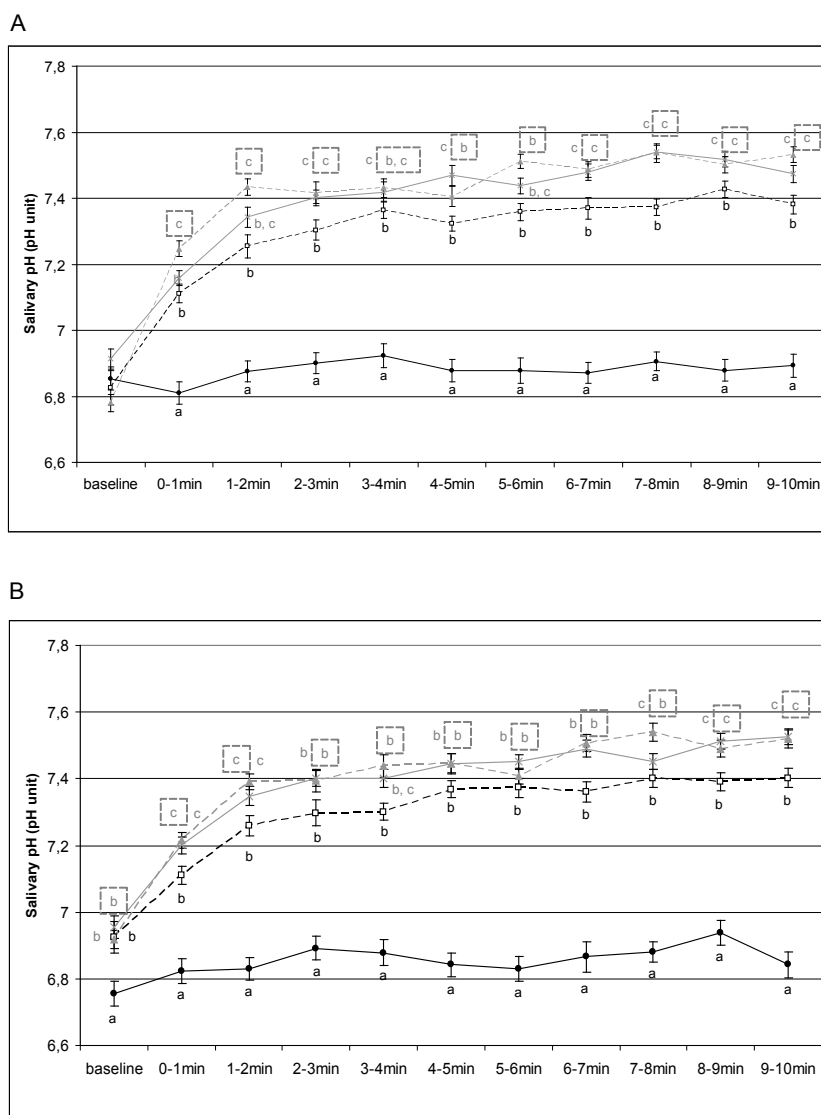 A
7,8
7,6
7,4
7,2
7
6,8
6,6
Salivary pH (pH unit)
c
c
c c
c b, c
c b
b
c c
c c
c c
c c
b
b, c
b, c
b
b
b
b
b
b
b
b
b
b
a
a
a
a
a
a
a
a
a
a
baseline 0-1min 1-2min 2-3min 3-4min 4-5min 5-6min 6-7min 7-8min 8-9min 9-10min
B
7,8
7,6
7,4
7,2
7
6,8
6,6
Salivary pH (pH unit)
b
c c
c c
b b
b
b b
b b
b b
c b
c c
c c
b, c
b b
b
b
b
b
b
b
b
b
b
b
a
a
a
a
a
a
a
a
a
a
a
baseline 0-1min 1-2min 2-3min 3-4min 4-5min 5-6min 6-7min 7-8min 8-9min 9-10min